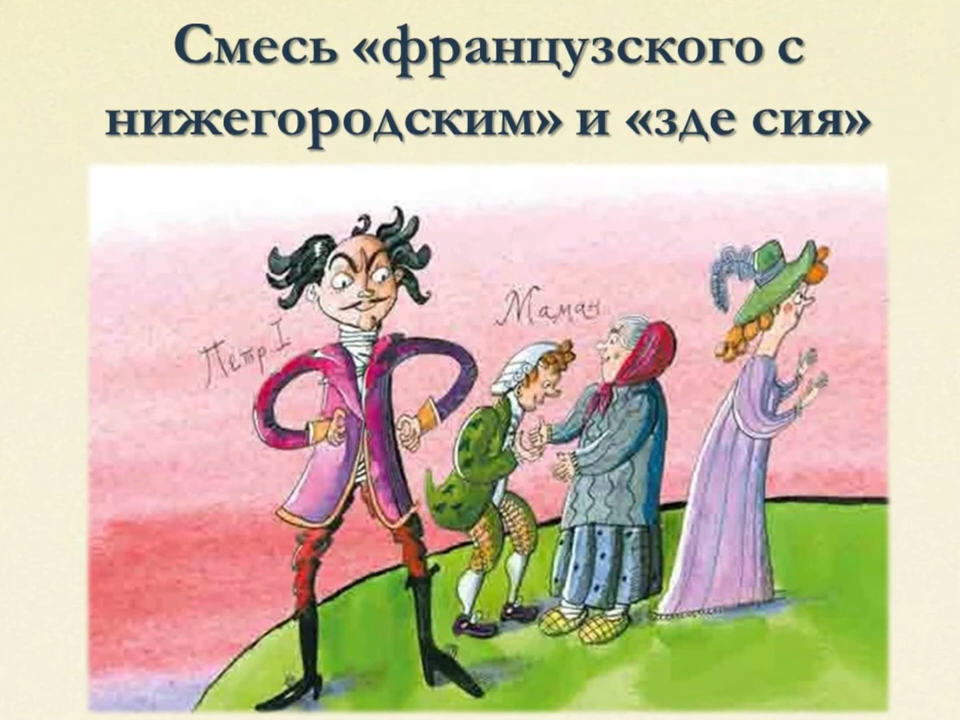 Смесь «французского с
нижегородским» и «зде сия»
Петр I
Маман